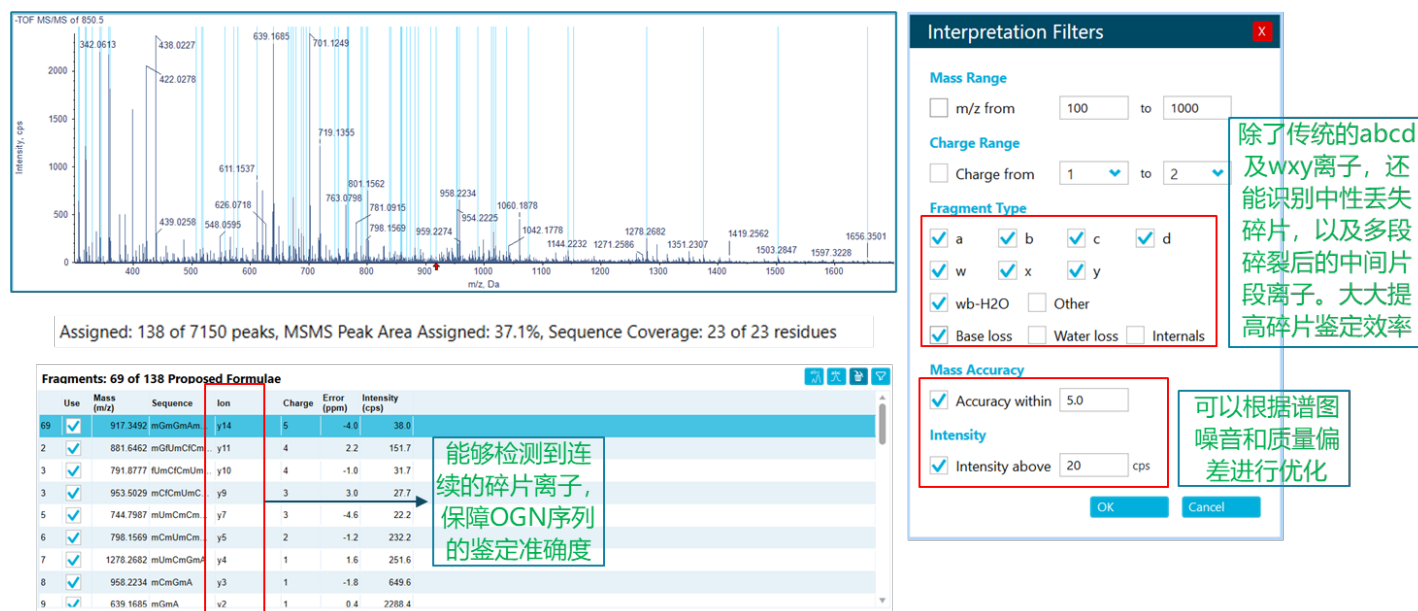 -TOF MS/MS of 850.5
Intensity, cps
2000
1500
1000
500
0
342.0613
438.0227
422.0278
639.1685
701.1249
719.1355
611.1537
626.0718
439.0258
548.0595
763.0798
801.1562
781.0915
798.1569
958.2234
954.2225
959.2274
1060.1878
1042.1778
1144.2232
1278.2682
1271.2586
1351.2307
1419.2562
1503.2847
1597.3228
1656.3501
400 500 600 700 800 900 1000 1100 1200 1300 1400 1500 1600
m/z, Da
Assigned: 138 of 7150 peaks, MSMS Peak Area Assigned: 37.1%, Sequence Coverage: 23 of 23 residues
Fragments: 69 of 138 Proposed Formulae
Use Mass (m/z) Sequence Ion Charge Error (ppm) Intensity (cps)
69 917.3492 mGmGmAm... y14 5 -4.0 38.0
2 881.6462 mGfUmCfCm... y11 4 2.2 151.7
3 791.8777 fUmCfCmUm... y10 4 -1.0 31.7
3 953.5029 mCfCmUmC... y9 3 3.0 27.7
5 744.7987 mUmCmCm... y7 3 -4.6 22.2
6 798.1569 mCmUmCm... y5 2 -1.2 232.2
7 1278.2682 mUmCmGmA y4 1 1.6 251.6
8 958.2234 mCmGmA y3 1 -1.8 649.6
9 639.1685 mGmA y2 1 0.4 2288.4
能够检测到连
续的碎片离子，
保障OGN序列
的鉴定准确度
Interpretation Filters X
Mass Range
m/z from 100 to 1000
Charge Range
Charge from 1 to 2
Fragment Type
a b c d
w x y
wb-H2O Other
Base loss Water loss Internals
Mass Accuracy
Accuracy within 5.0
Intensity
Intensity above 20 cps
OK Cancel
除了传统的abcd
及wxy离子，还
能识别中性丢失
碎片，以及多段
碎裂后的中间片
段离子。大大提
高碎片鉴定效率
可以根据谱图
噪音和质量偏
差进行优化